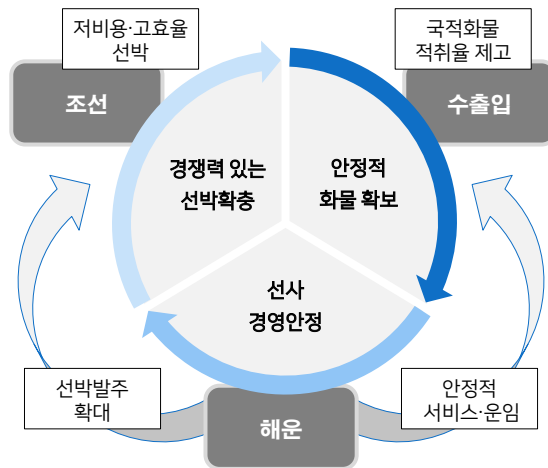 저비용·고효율
선박
조선
국적화물
적취율 제고
수출입
경쟁력 있는
선박확충
안정적
화물 확보
선사
경영안정
선박발주
확대
해운
안정적
서비스·운임